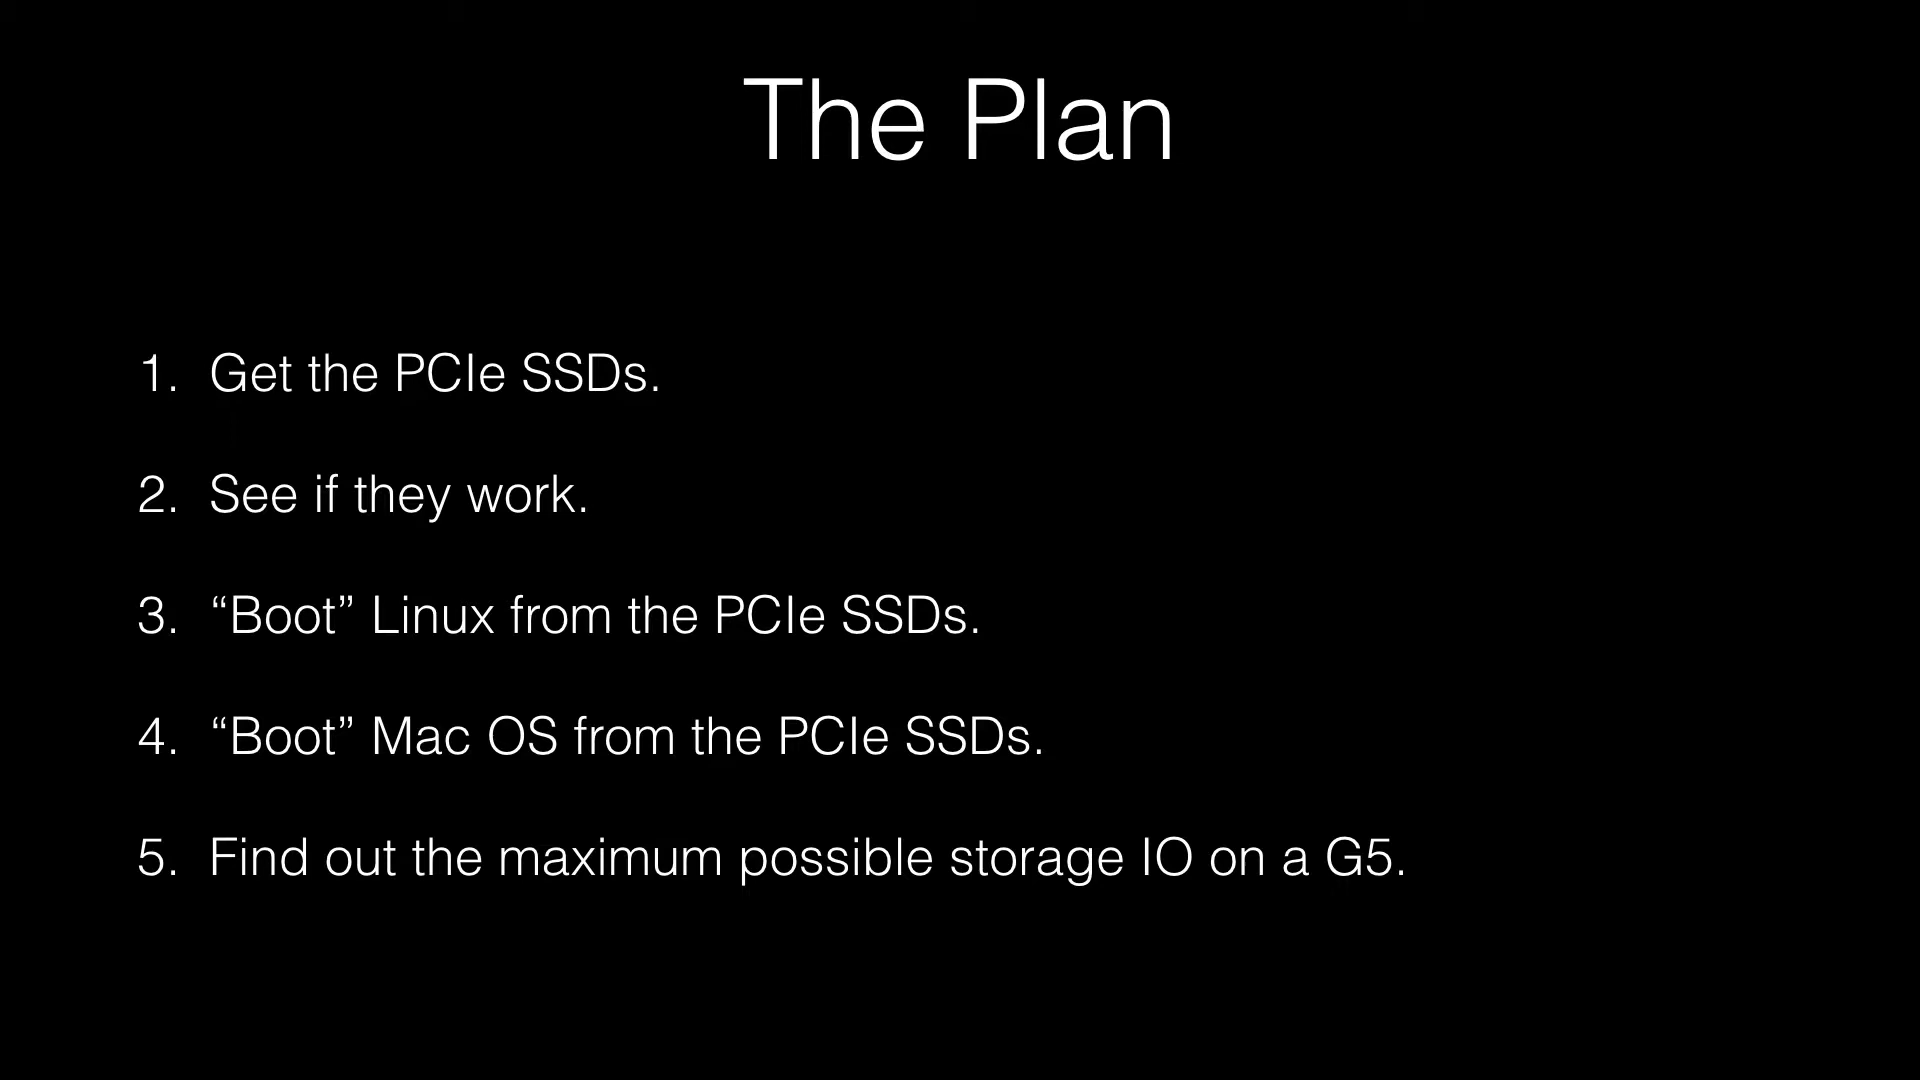 The Plan
1. Get the PCIe SSDs.
2. See if they work.
3. “Boot” Linux from the PCIe SSDs.
4. “Boot” Mac OS from the PCIe SSDs.
5. Find out the maximum possible storage IO on a G5.